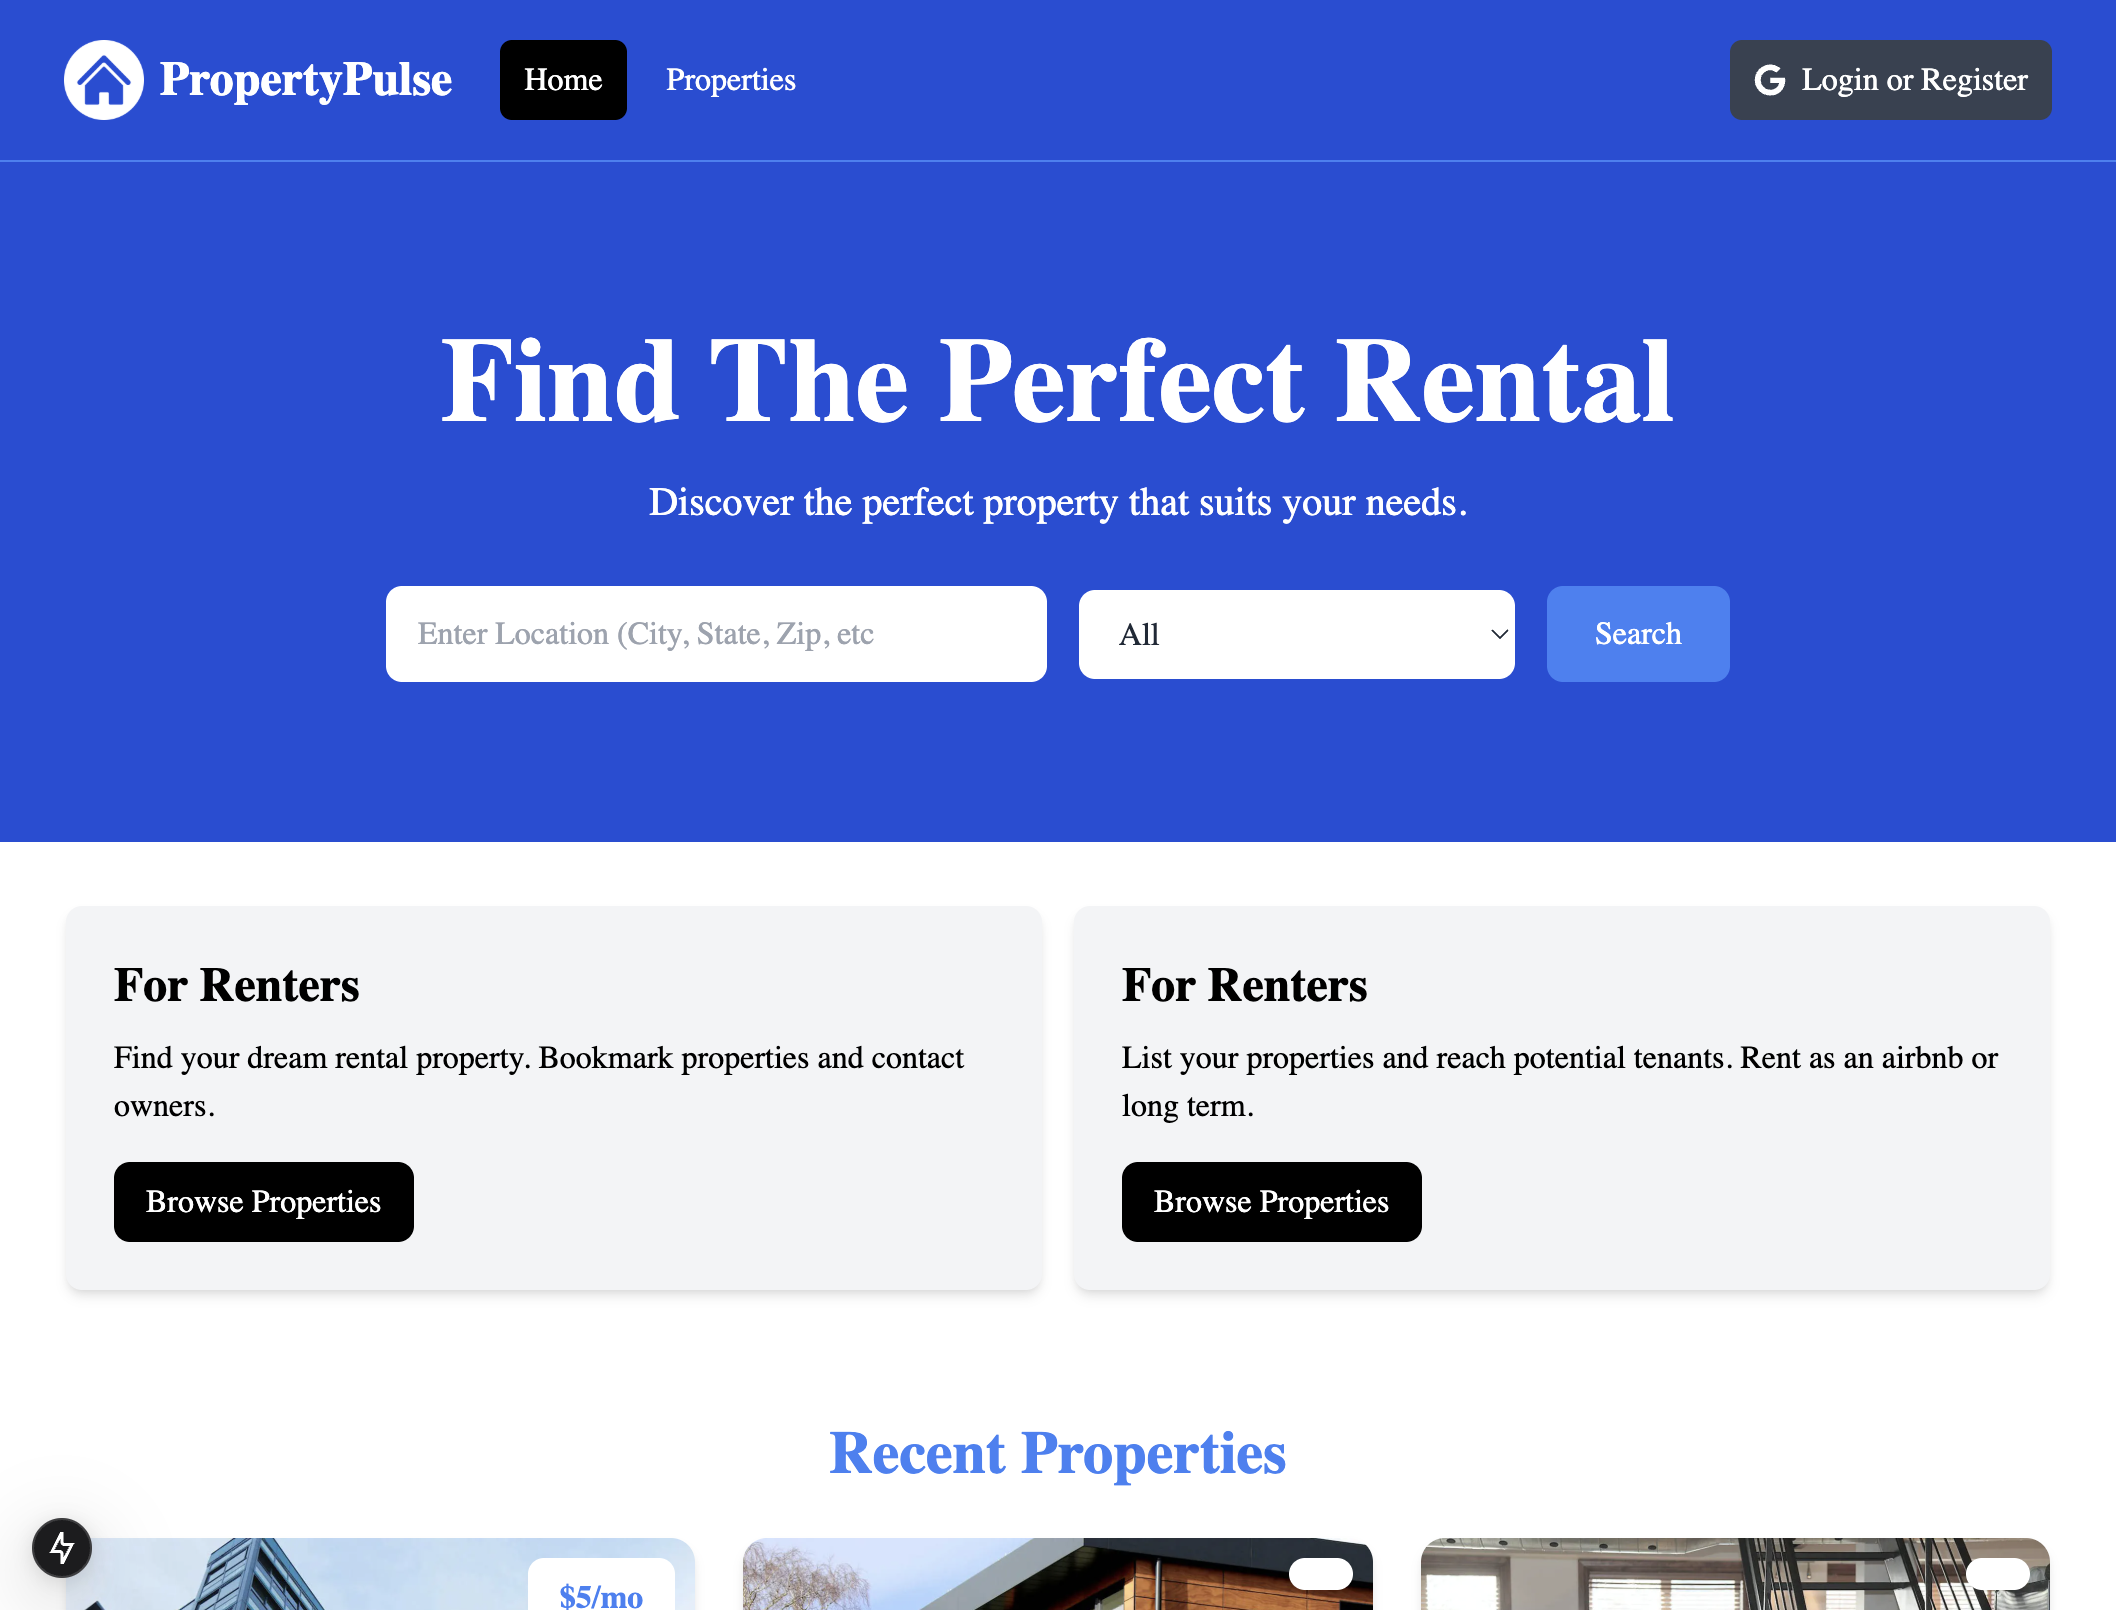 PropertyPulse
Home
Properties
Login or Register
Find The Perfect Rental
Discover the perfect property that suits your needs.
Enter Location (City, State, Zip, etc
All
Search
For Renters
Find your dream rental property. Bookmark properties and contact
owners.
Browse Properties
For Renters
List your properties and reach potential tenants. Rent as an airbnb or
long term.
Browse Properties
Recent Properties
$5/mo